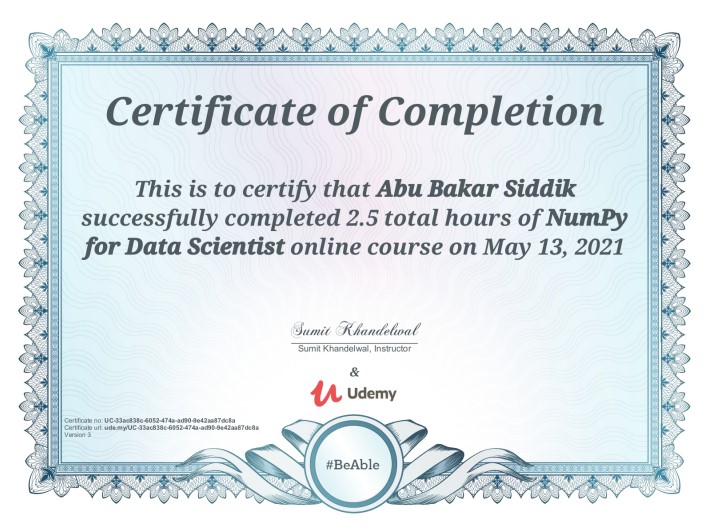 Certificate of Completion
This is to certify that Abu Bakar Siddik
successfully completed 2.5 total hours of NumPy
for Data Scientist online course on May 13, 2021
Sumit Khandelwal
Sumit Khandelwal, Instructor
&
Udemy
Certificate no: UC-33ac838c-6052-474a-ad90-9e42aa87dc8a
Certificate url: ude.my/UC-33ac838c-6052-474a-ad90-9e42aa87dc8a
Version 3
#BeAble